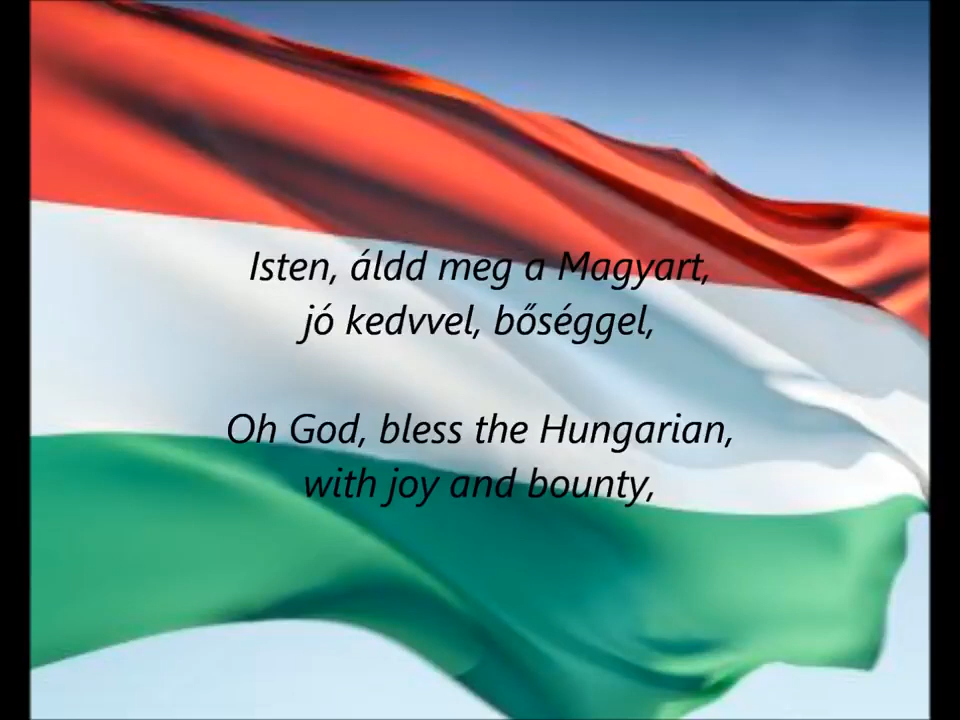 Isten, áldd meg a Magyart,
jó kedvvel, bőséggel,
Oh God, bless the Hungarian,
with joy and bounty,